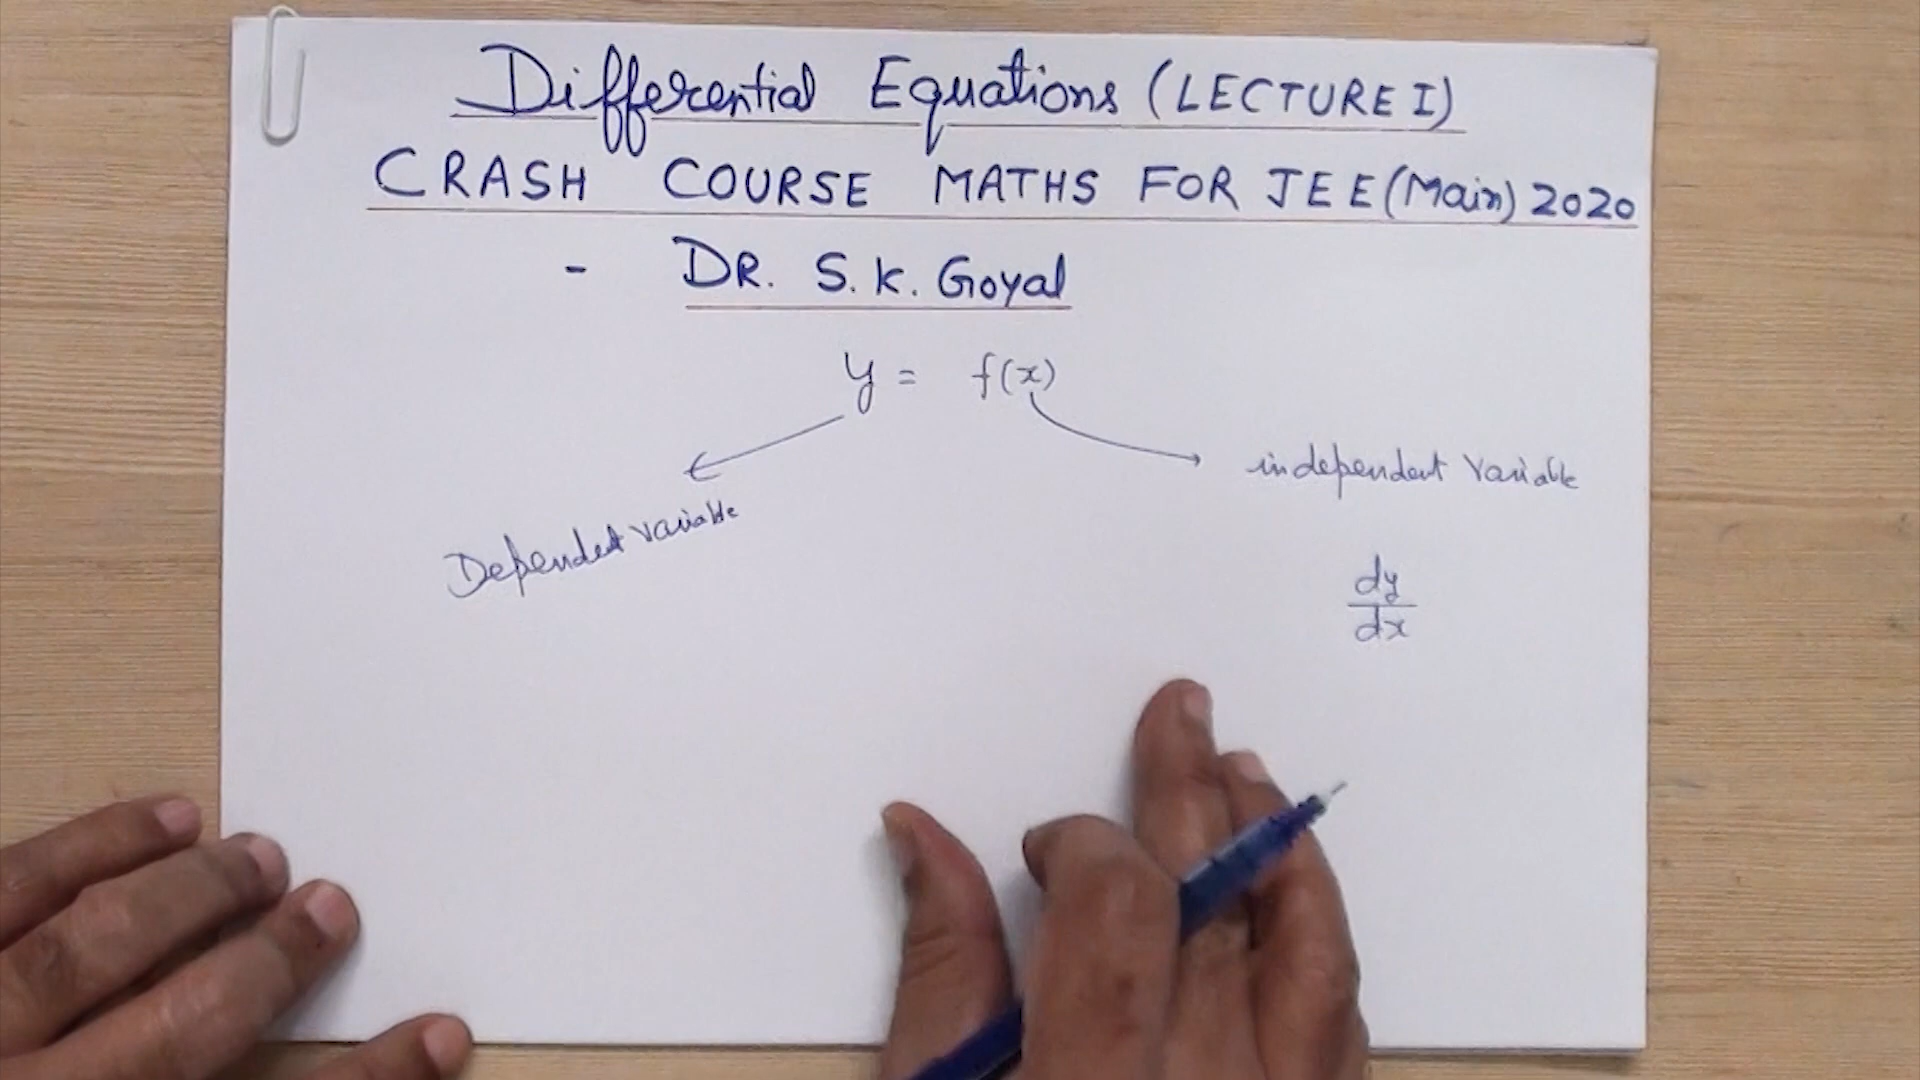 Differential Equations (LECTURE I)
CRASH COURSE MATHS FOR JEE (Main) 2020
- DR. S. K. Goyal
y = f(x)
independent variable
Dependent variable
dy
dx